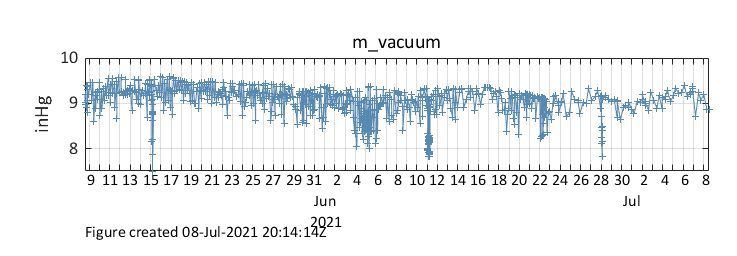 m_vacuum
10
9
8
inHg
9 11 13 15 17 19 21 23 25 27 29 31 2 4 6 8 10 12 14 16 18 20 22 24 26 28 30 2 4 6 8
Jun Jul
2021
Figure created 08-Jul-2021 20:14:14Z